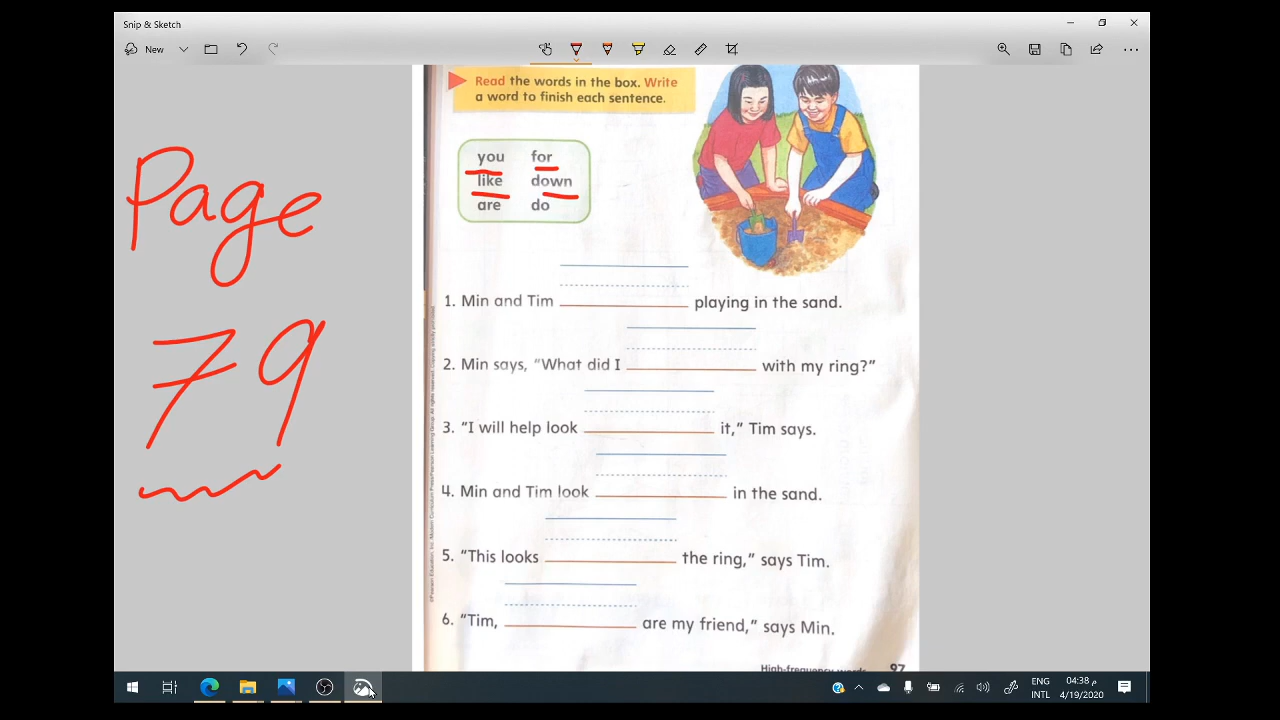 Snip & Sketch
New
Read the words in the box. Write
a word to finish each sentence.
you for
like down
are do
Page
79
1. Min and Tim playing in the sand.
2. Min says, “What did I with my ring?”
3. “I will help look it,” Tim says.
4. Min and Tim look in the sand.
5. “This looks the ring,” says Tim.
6. “Tim, are my friend,” says Min.
High-frequency words 97
ENG
INTL
04:38 م
4/19/2020